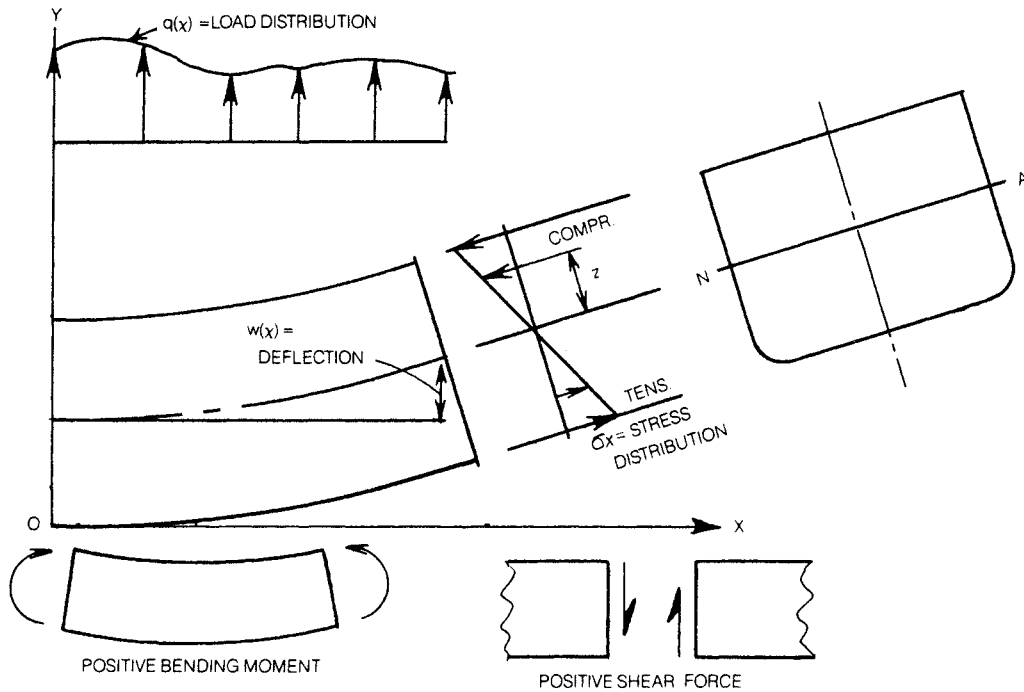 Y
q(x) = LOAD DISTRIBUTION
COMPR.
z
A
N
w(x) =
DEFLECTION
TENS.
σx = STRESS
DISTRIBUTION
O
X
POSITIVE BENDING MOMENT
POSITIVE SHEAR FORCE